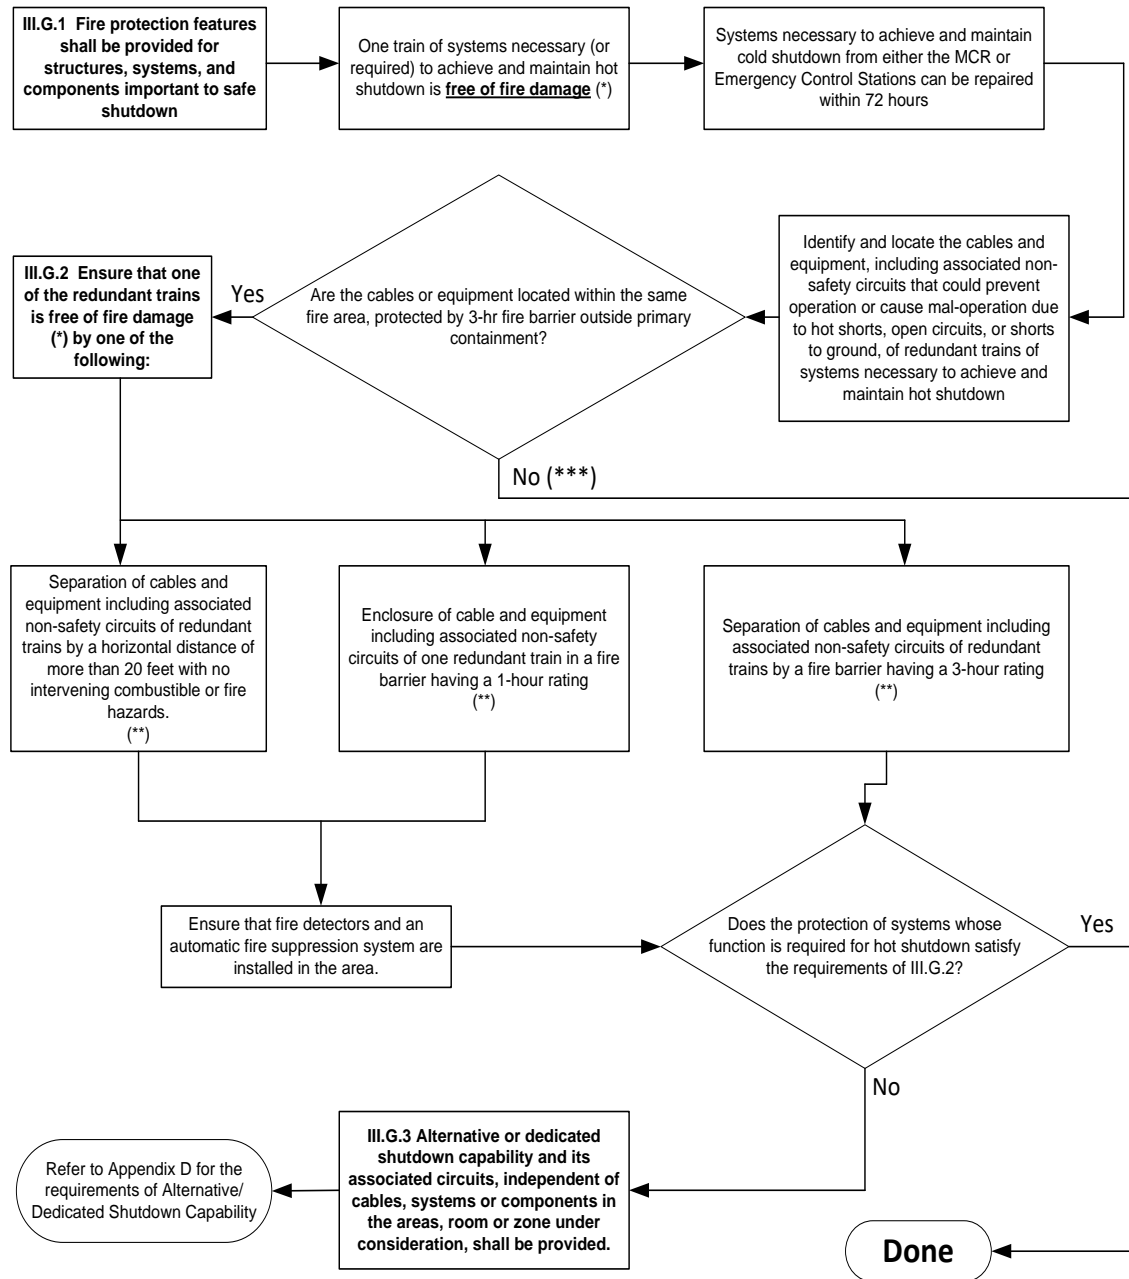 III.G.1 Fire protection features
shall be provided for
structures, systems, and
components important to safe
shutdown
One train of systems necessary (or
required) to achieve and maintain hot
shutdown is free of fire damage (*)
Systems necessary to achieve and maintain
cold shutdown from either the MCR or
Emergency Control Stations can be repaired
within 72 hours
Identify and locate the cables and
equipment, including associated non-
safety circuits that could prevent
operation or cause mal-operation due
to hot shorts, open circuits, or shorts
to ground, of redundant trains of
systems necessary to achieve and
maintain hot shutdown
Are the cables or equipment located within the same
fire area, protected by 3-hr fire barrier outside primary
containment?
Yes
III.G.2 Ensure that one
of the redundant trains
is free of fire damage
(*) by one of the
following:
No (***)
Separation of cables and
equipment including associated
non-safety circuits of redundant
trains by a horizontal distance of
more than 20 feet with no
intervening combustible or fire
hazards.
(**)
Enclosure of cable and equipment
including associated non-safety
circuits of one redundant train in a fire
barrier having a 1-hour rating
(**)
Separation of cables and equipment including
associated non-safety circuits of redundant
trains by a fire barrier having a 3-hour rating
(**)
Ensure that fire detectors and an
automatic fire suppression system are
installed in the area.
Does the protection of systems whose
function is required for hot shutdown satisfy
the requirements of III.G.2?
Yes
No
III.G.3 Alternative or dedicated
shutdown capability and its
associated circuits, independent of
cables, systems or components in
the areas, room or zone under
consideration, shall be provided.
Refer to Appendix D for the
requirements of Alternative/
Dedicated Shutdown Capability
Done